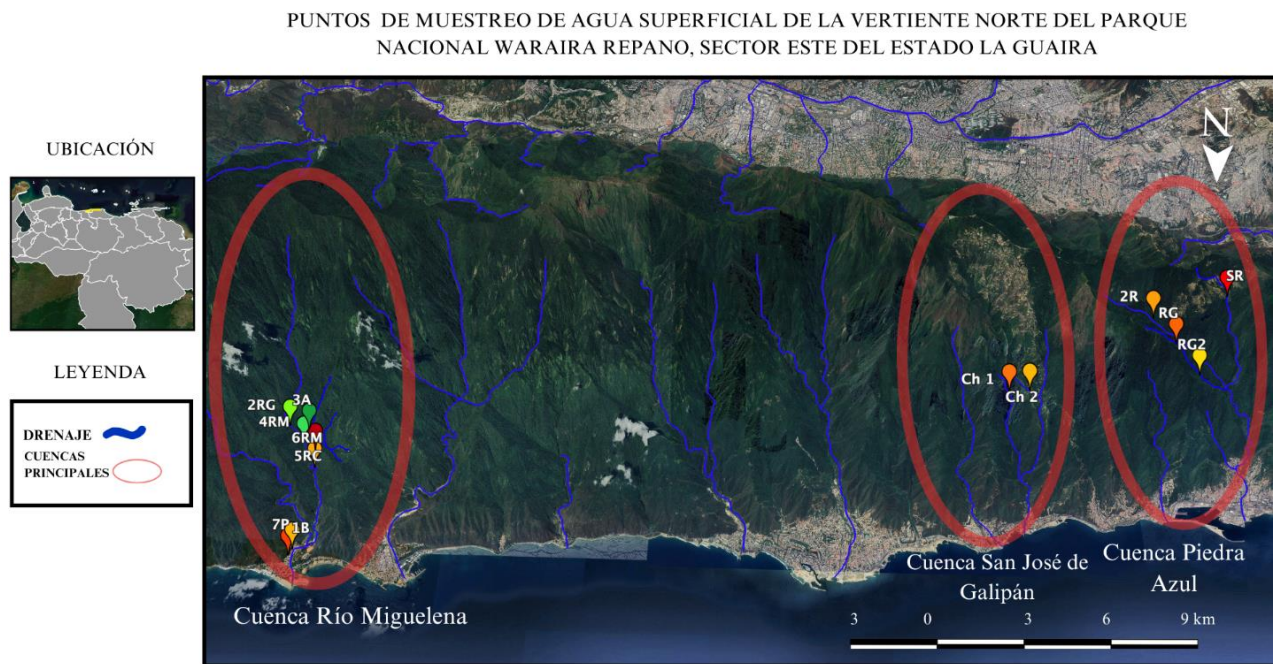 PUNTOS DE MUESTREO DE AGUA SUPERFICIAL DE LA VERTIENTE NORTE DEL PARQUE
NACIONAL WARAIRA REPANO, SECTOR ESTE DEL ESTADO LA GUAIRA
UBICACIÓN
LEYENDA
DRENAJE
CUENCAS
PRINCIPALES
N
SR
2R
RG
RG2
Ch 1
Ch 2
2RG
3A
4RM
6RM
5RC
7P
1B
Cuenca Río Miguelena
Cuenca San José de
Galipán
Cuenca Piedra
Azul
3 0 3 6 9 km